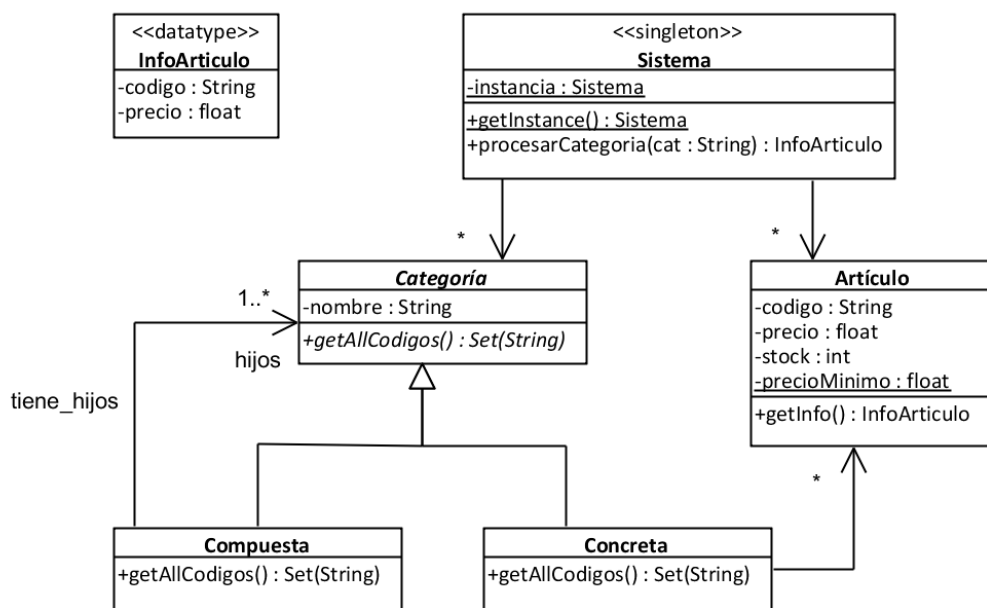 <<datatype>>
InfoArticulo
-codigo : String
-precio : float
<<singleton>>
Sistema
-instancia : Sistema
+getInstance() : Sistema
+procesarCategoria(cat : String) : InfoArticulo
*
*
Categoría
-nombre : String
+getAllCodigos() : Set(String)
1..*
hijos
tiene_hijos
Artículo
-codigo : String
-precio : float
-stock : int
-precioMinimo : float
+getInfo() : InfoArticulo
*
Compuesta
+getAllCodigos() : Set(String)
Concreta
+getAllCodigos() : Set(String)